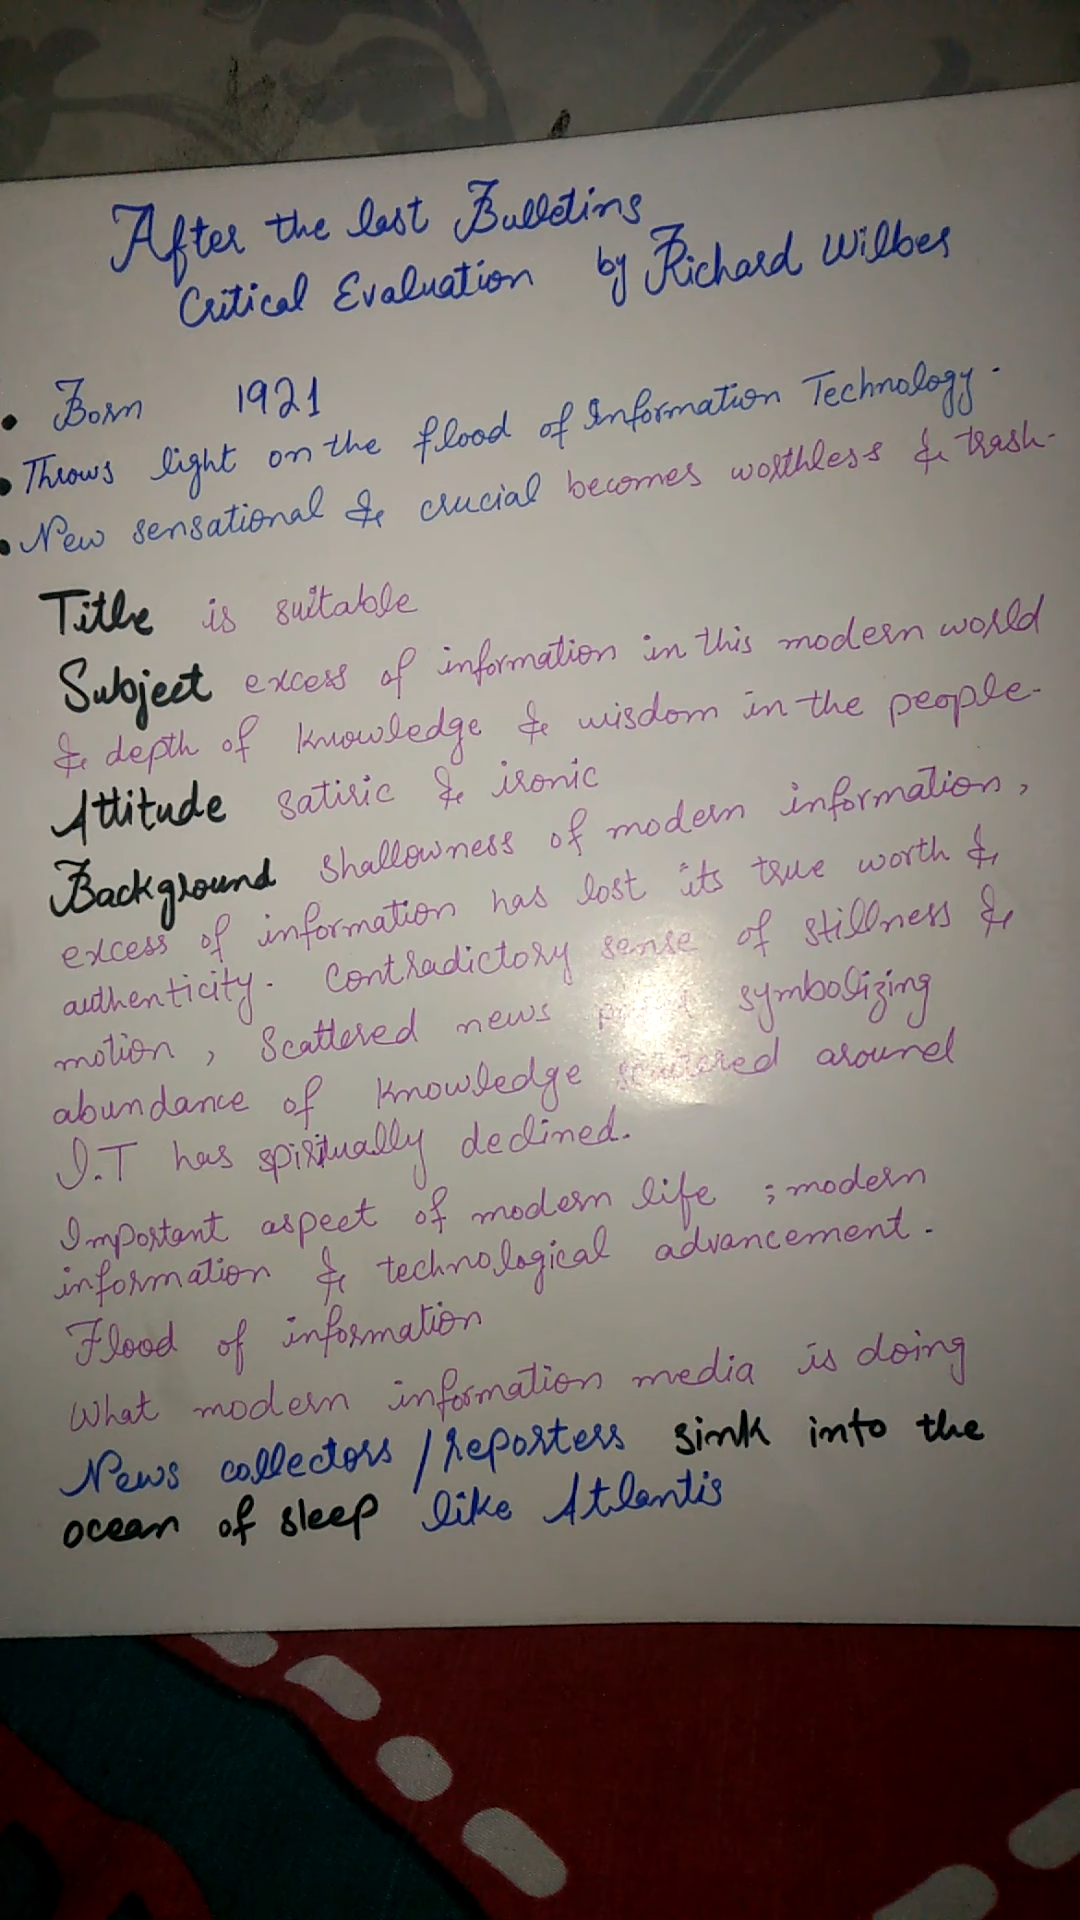 After the last Bulletins
Critical Evaluation by Richard Wilber
• Born 1921
• Throws light on the flood of Information Technology.
• New sensational & crucial becomes worthless & trash.
Title is suitable
Subject excess of information in this modern world
& depth of knowledge & wisdom in the people.
Attitude satiric & ironic
Background Shallowness of modern information,
excess of information has lost its true worth &
authenticity. Contradictory sense of stillness &
motion, Scattered news symbolizing
abundance of knowledge scattered around
I.T has spiritually declined.
Important aspect of modern life ; modern
information & technological advancement.
Flood of information
What modern information media is doing
News collectors / reporters sink into the
ocean of sleep like Atlantis